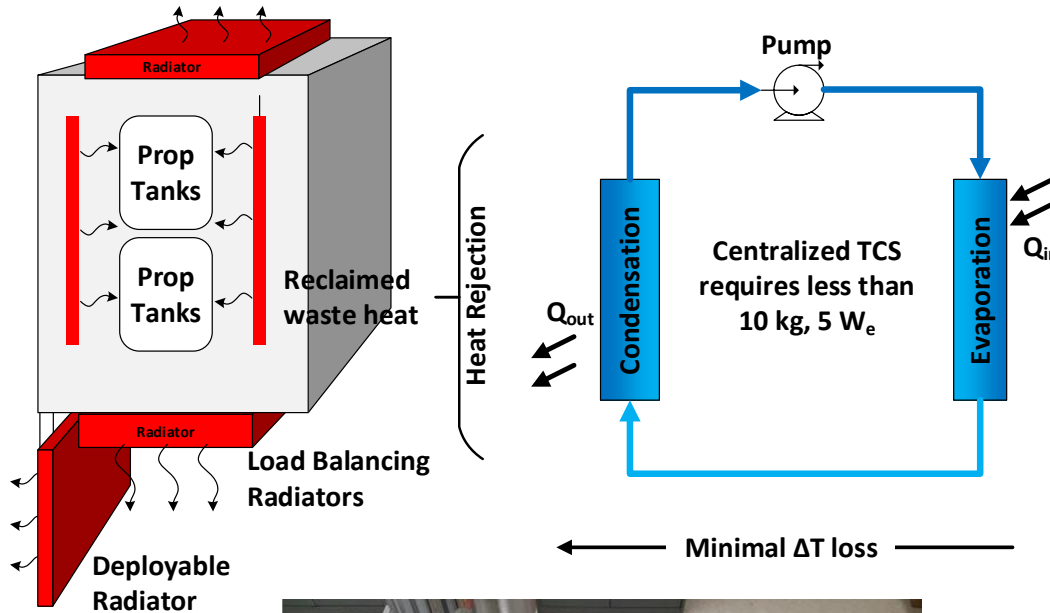 Radiator
Prop
Tanks
Prop
Tanks
Reclaimed
waste heat
Radiator
Load Balancing
Radiators
Deployable
Radiator
Heat Rejection
Pump
Condensation
Evaporation
Centralized TCS
requires less than
10 kg, 5 Wₑ
Qout
Qin
Minimal ΔT loss